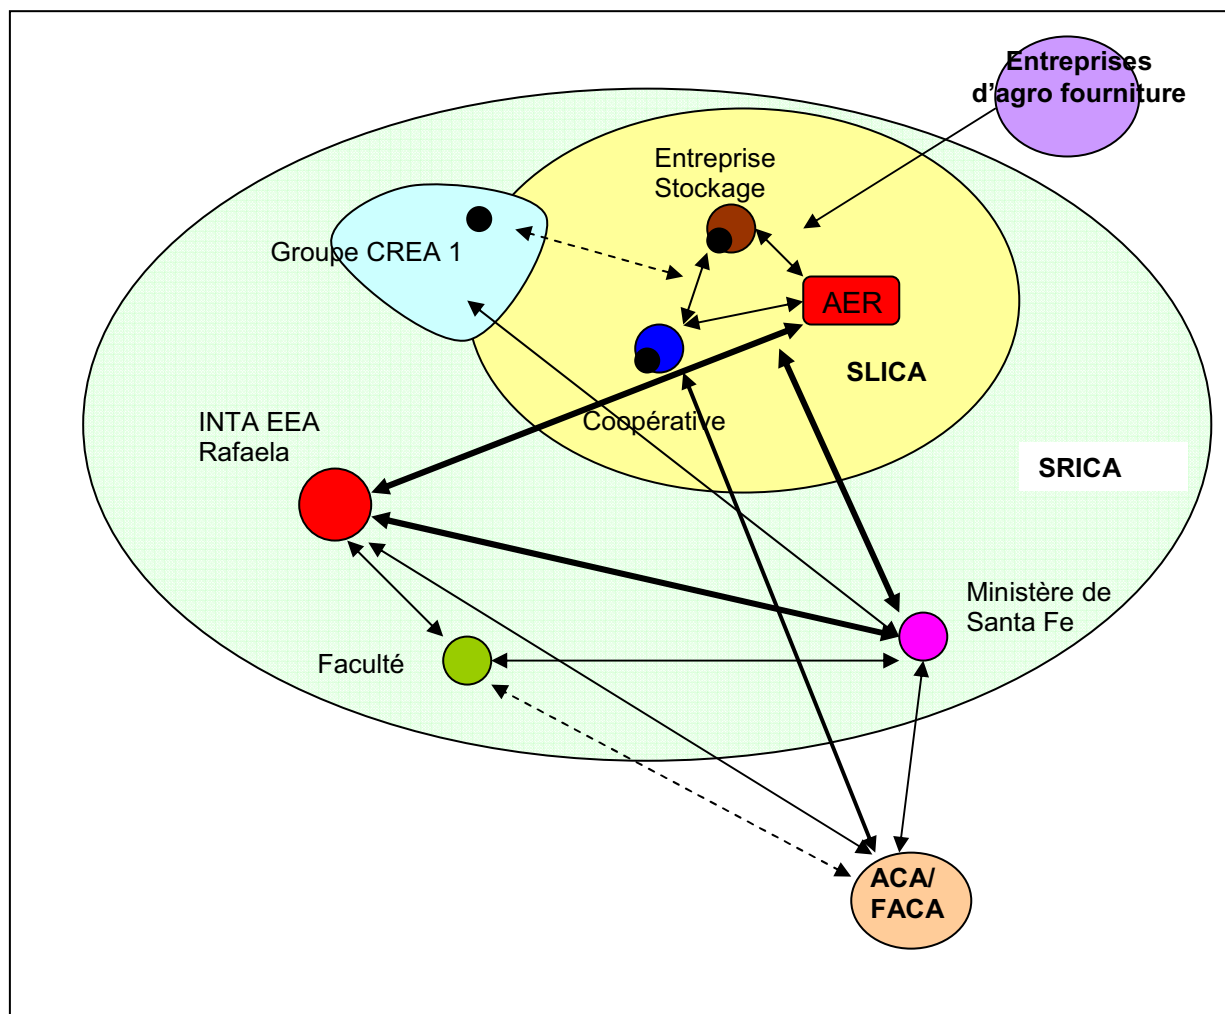 Entreprises
d'agro fourniture
Entreprise
Stockage
Groupe CREA 1
AER
SLICA
Coopérative
INTA EEA
Rafaela
SRICA
Ministère de
Santa Fe
Faculté
ACA/
FACA